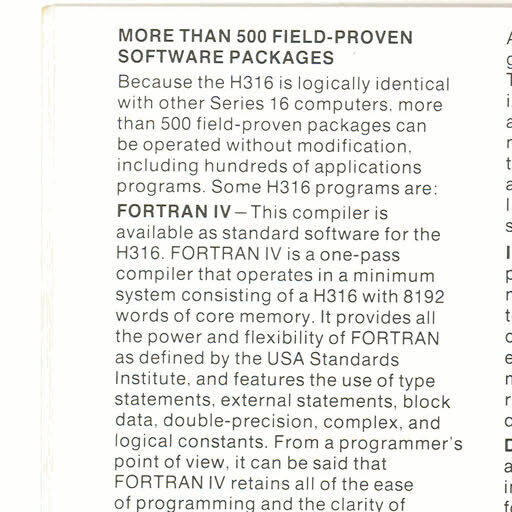 MORE THAN 500 FIELD-PROVEN
SOFTWARE PACKAGES
Because the H316 is logically identical
with other Series 16 computers, more
than 500 field-proven packages can
be operated without modification,
including hundreds of applications
programs. Some H316 programs are:
FORTRAN IV—This compiler is
available as standard software for the
H316. FORTRAN IV is a one-pass
compiler that operates in a minimum
system consisting of a H316 with 8192
words of core memory. It provides all
the power and flexibility of FORTRAN
as defined by the USA Standards
Institute, and features the use of type
statements, external statements, block
data, double-precision, complex, and
logical constants. From a programmer's
point of view, it can be said that
FORTRAN IV retains all of the ease
of programming and the clarity of